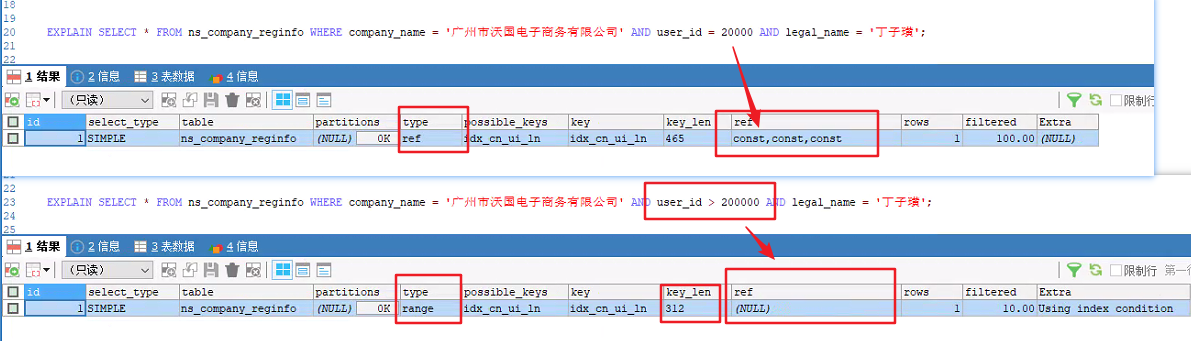 18
19
20 EXPLAIN SELECT * FROM ns_company_reginfo WHERE company_name = '广州市沃国电子商务有限公司' AND user_id = 20000 AND legal_name = '丁子璜';
21
22
1 结果 2 信息 3 表数据 4 信息
(只读) 限制行
id select_type table partitions type possible_keys key key_len ref rows filtered Extra
1 SIMPLE ns_company_reginfo (NULL) 0K ref idx_cn_ui_ln idx_cn_ui_ln 465 const,const,const 1 100.00 (NULL)
22
23 EXPLAIN SELECT * FROM ns_company_reginfo WHERE company_name = '广州市沃国电子商务有限公司' AND user_id > 200000 AND legal_name = '丁子璜';
24
25
1 结果 2 信息 3 表数据 4 信息
(只读) 限制行 第一行
id select_type table partitions type possible_keys key key_len ref rows filtered Extra
1 SIMPLE ns_company_reginfo (NULL) 0K range idx_cn_ui_ln idx_cn_ui_ln 312 (NULL) 1 10.00 Using index condition